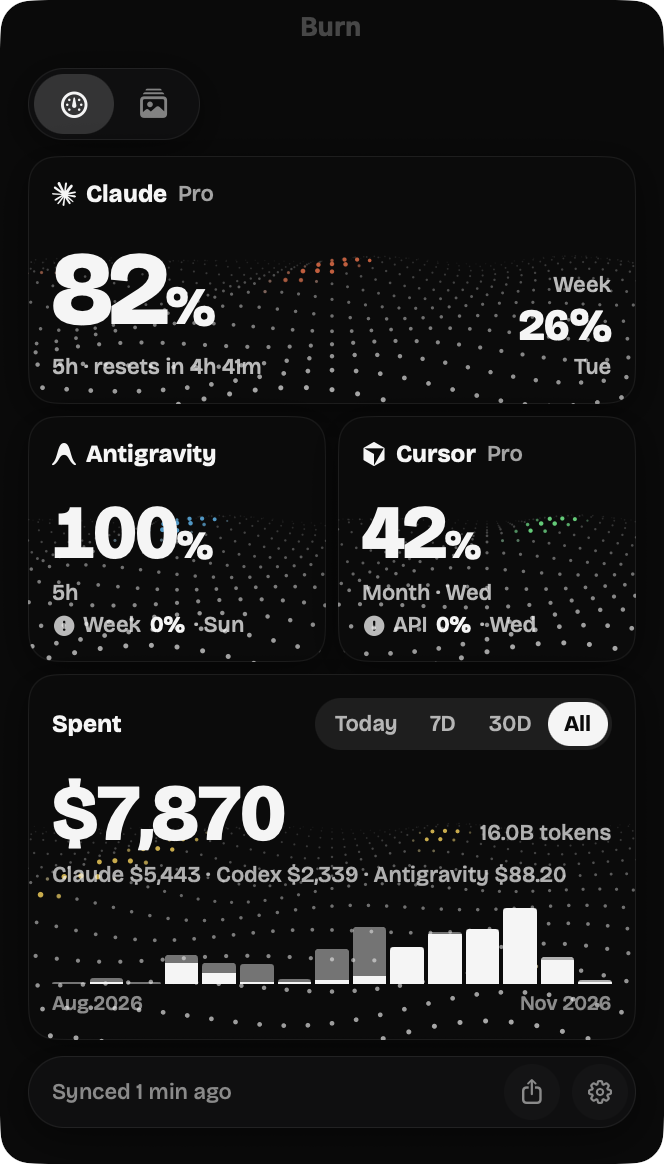 Burn
Claude Pro
82%
5h · resets in 4h 41m
Week
26%
Tue
Antigravity
100%
5h
Week 0% · Sun
Cursor Pro
42%
Month · Wed
API 0% · Wed
Spent
Today 7D 30D All
$7,870
16.0B tokens
Claude $5,443 · Codex $2,339 · Antigravity $88.20
Aug 2026
Nov 2026
Synced 1 min ago